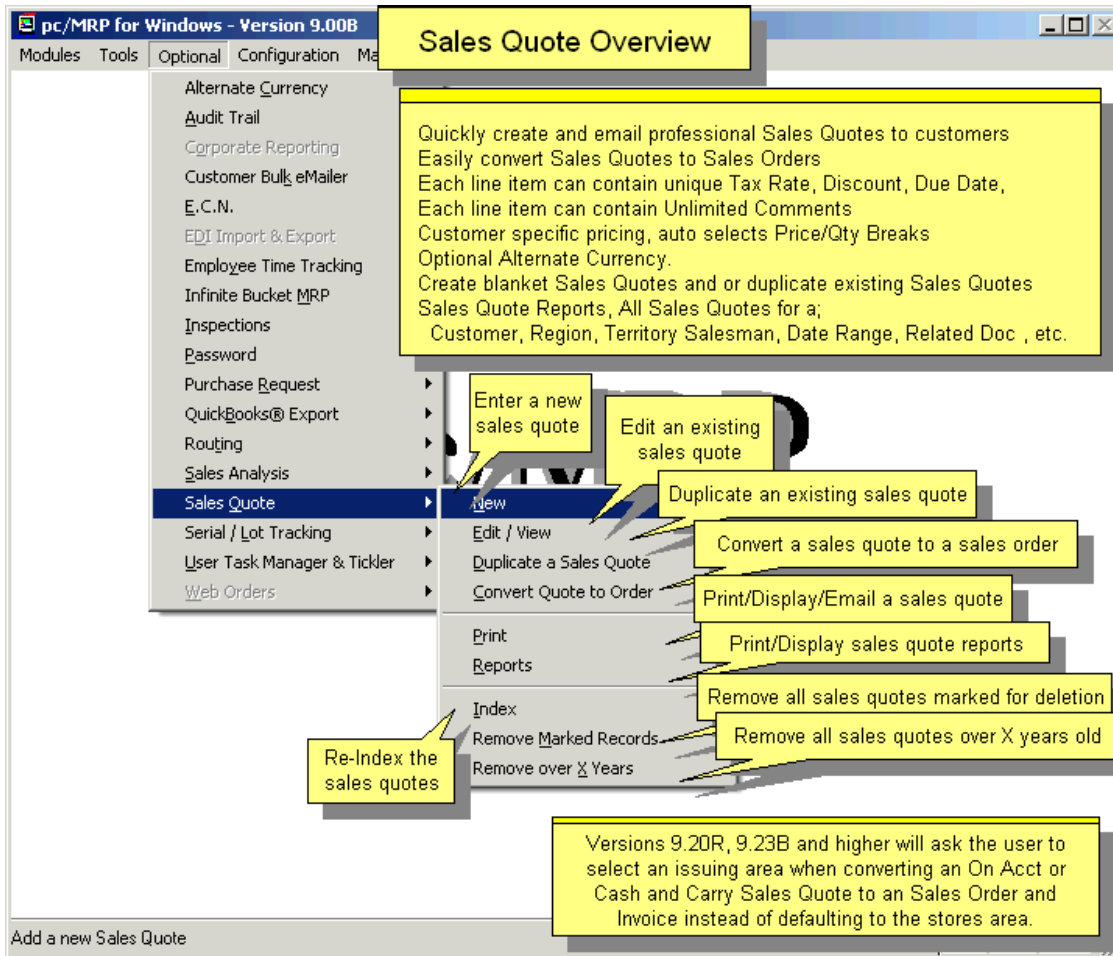 pc/MRP for Windows - Version 9.00B
Sales Quote Overview
Modules Tools Optional Configuration
Alternate Currency
Audit Trail
Corporate Reporting
Customer Bulk eMailer
E.C.N.
EDI Import & Export
Employee Time Tracking
Infinite Bucket MRP
Inspections
Password
Purchase Request
QuickBooks® Export
Routing
Sales Analysis
Sales Quote
Serial / Lot Tracking
User Task Manager & Tickler
Web Orders
Quickly create and email professional Sales Quotes to customers
Easily convert Sales Quotes to Sales Orders
Each line item can contain unique Tax Rate, Discount, Due Date,
Each line item can contain Unlimited Comments
Customer specific pricing, auto selects Price/Qty Breaks
Optional Alternate Currency.
Create blanket Sales Quotes and or duplicate existing Sales Quotes
Sales Quote Reports, All Sales Quotes for a;
Customer, Region, Territory Salesman, Date Range, Related Doc , etc.
Enter a new
sales quote
Edit an existing
sales quote
Duplicate an existing sales quote
Convert a sales quote to a sales order
Print/Display/Email a sales quote
Print/Display sales quote reports
Remove all sales quotes marked for deletion
Remove all sales quotes over X years old
New
Edit / View
Duplicate a Sales Quote
Convert Quote to Order
Print
Reports
Index
Remove Marked Records
Remove over X Years
Re-Index the
sales quotes
Versions 9.20R, 9.23B and higher will ask the user to
select an issuing area when converting an On Acct or
Cash and Carry Sales Quote to an Sales Order and
Invoice instead of defaulting to the stores area.
Add a new Sales Quote